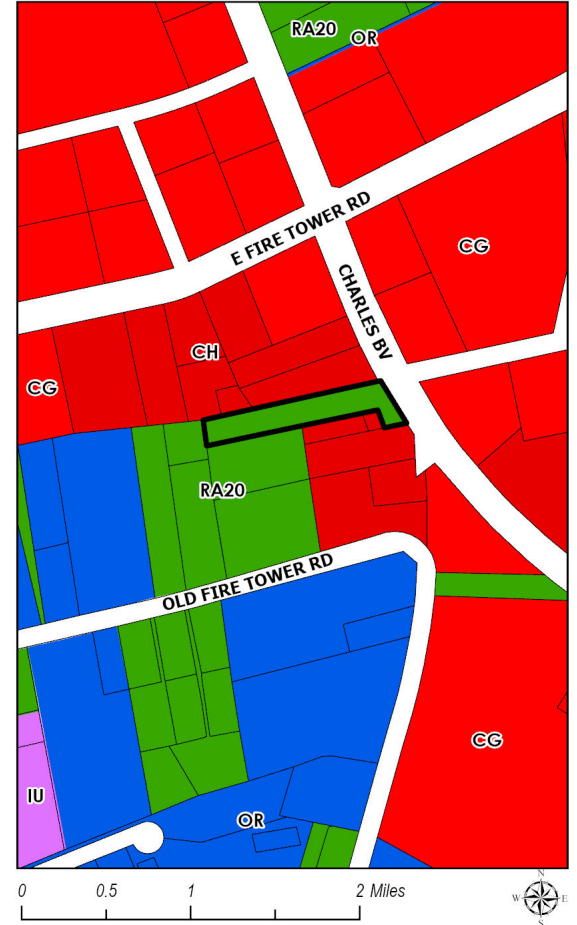 RA20
OR
E FIRE TOWER RD
CG
CHARLES BV
CH
CG
RA20
OLD FIRE TOWER RD
CG
IU
OR
0 0.5 1 2 Miles
N
W E
S